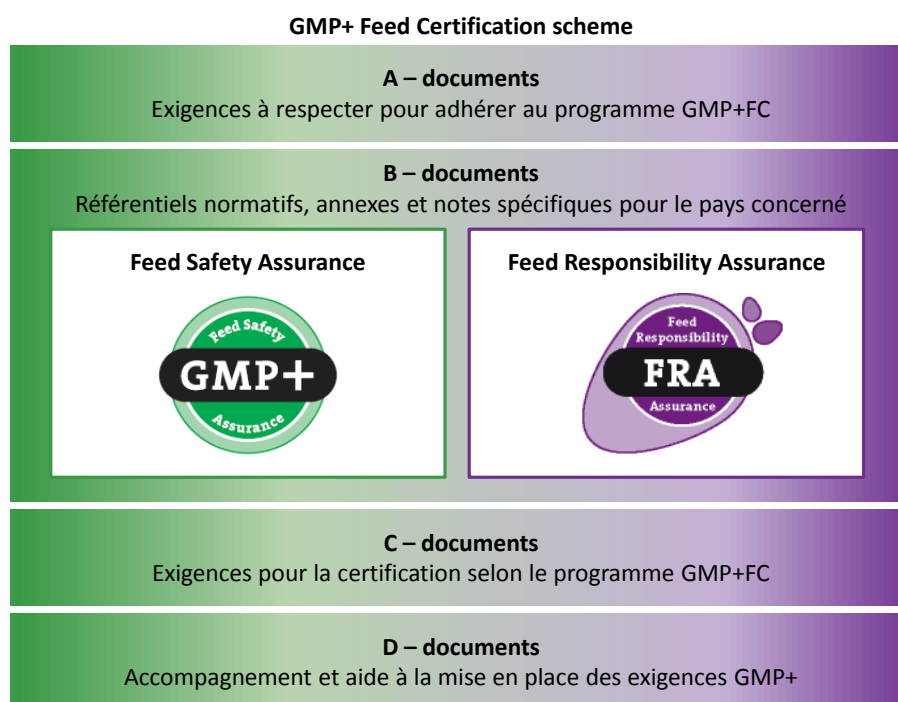 GMP+ Feed Certification scheme
A – documents
Exigences à respecter pour adhérer au programme GMP+FC
B – documents
Référentiels normatifs, annexes et notes spécifiques pour le pays concerné
Feed Safety Assurance
Feed Safety
GMP+
Assurance
Feed Responsibility Assurance
Feed
Responsibility
FRA
Assurance
C – documents
Exigences pour la certification selon le programme GMP+FC
D – documents
Accompagnement et aide à la mise en place des exigences GMP+